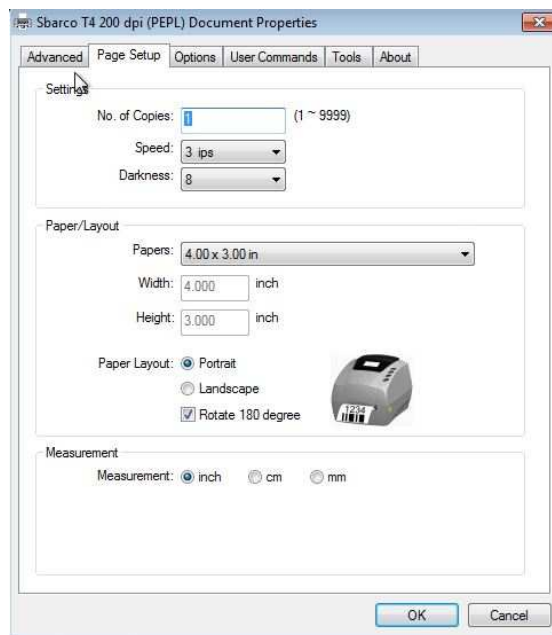 Sbarco T4 200 dpi (PEPL) Document Properties
Advanced Page Setup Options User Commands Tools About
Settings
No. of Copies: 1 (1 ~ 9999)
Speed: 3 ips
Darkness: 8
Paper/Layout
Papers: 4.00 x 3.00 in
Width: 4.000 inch
Height: 3.000 inch
Paper Layout: Portrait
Landscape
Rotate 180 degree
1234
Measurement
Measurement: inch cm mm
OK Cancel